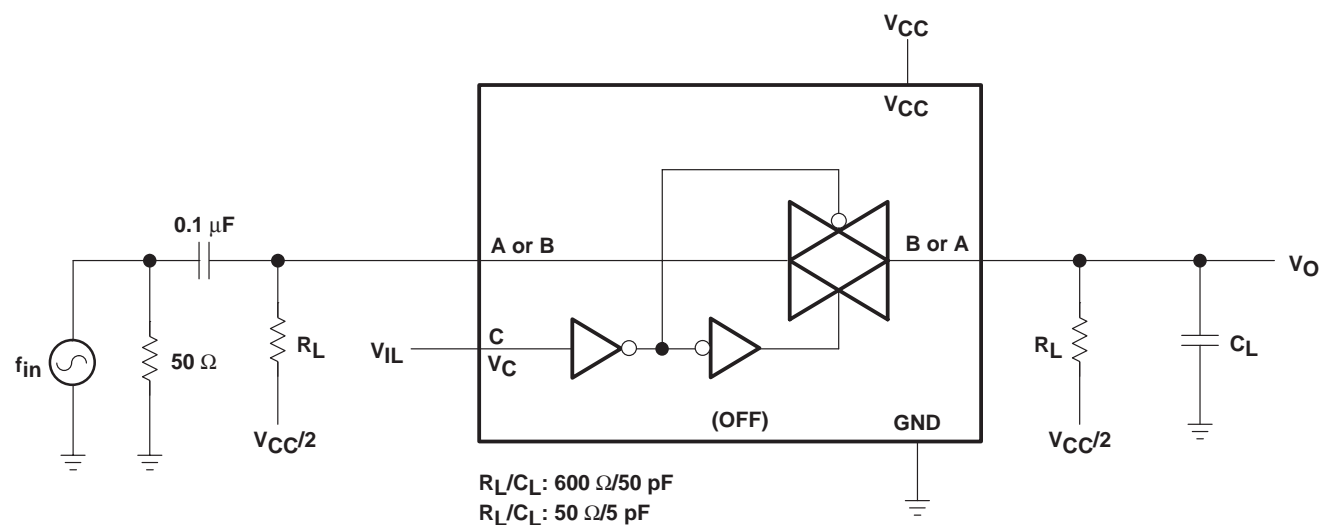 VCC
VCC
0.1 μF
A or B
B or A
VO
fin
50 Ω
RL
VCC/2
VIL
C
VC
(OFF)
GND
RL
VCC/2
CL
RL/CL: 600 Ω/50 pF
RL/CL: 50 Ω/5 pF